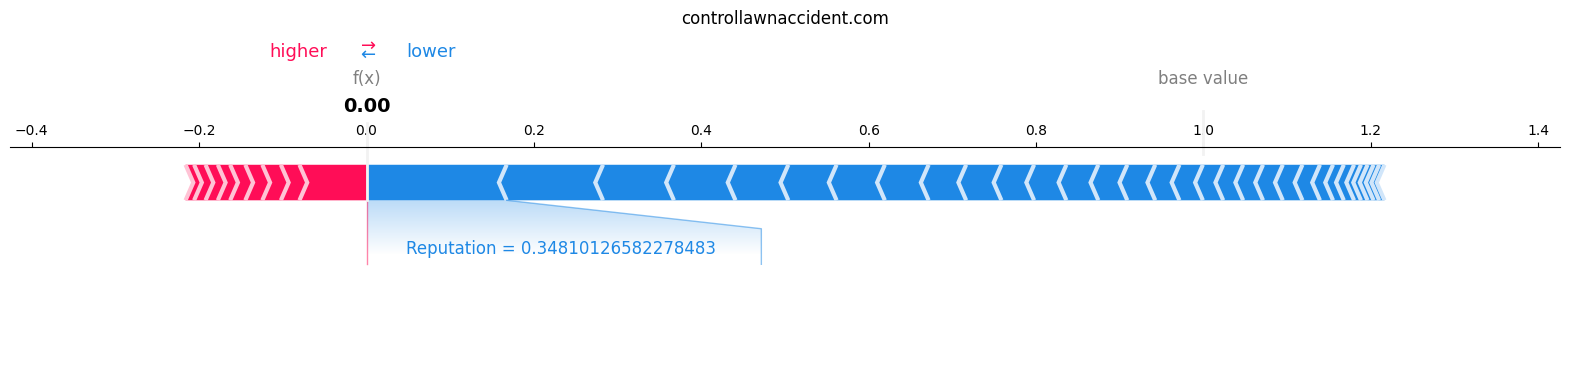 controllawnaccident.com
higher ⇄ lower
f(x) base value
0.00
−0.4 −0.2 0.0 0.2 0.4 0.6 0.8 1.0 1.2 1.4
Reputation = 0.34810126582278483